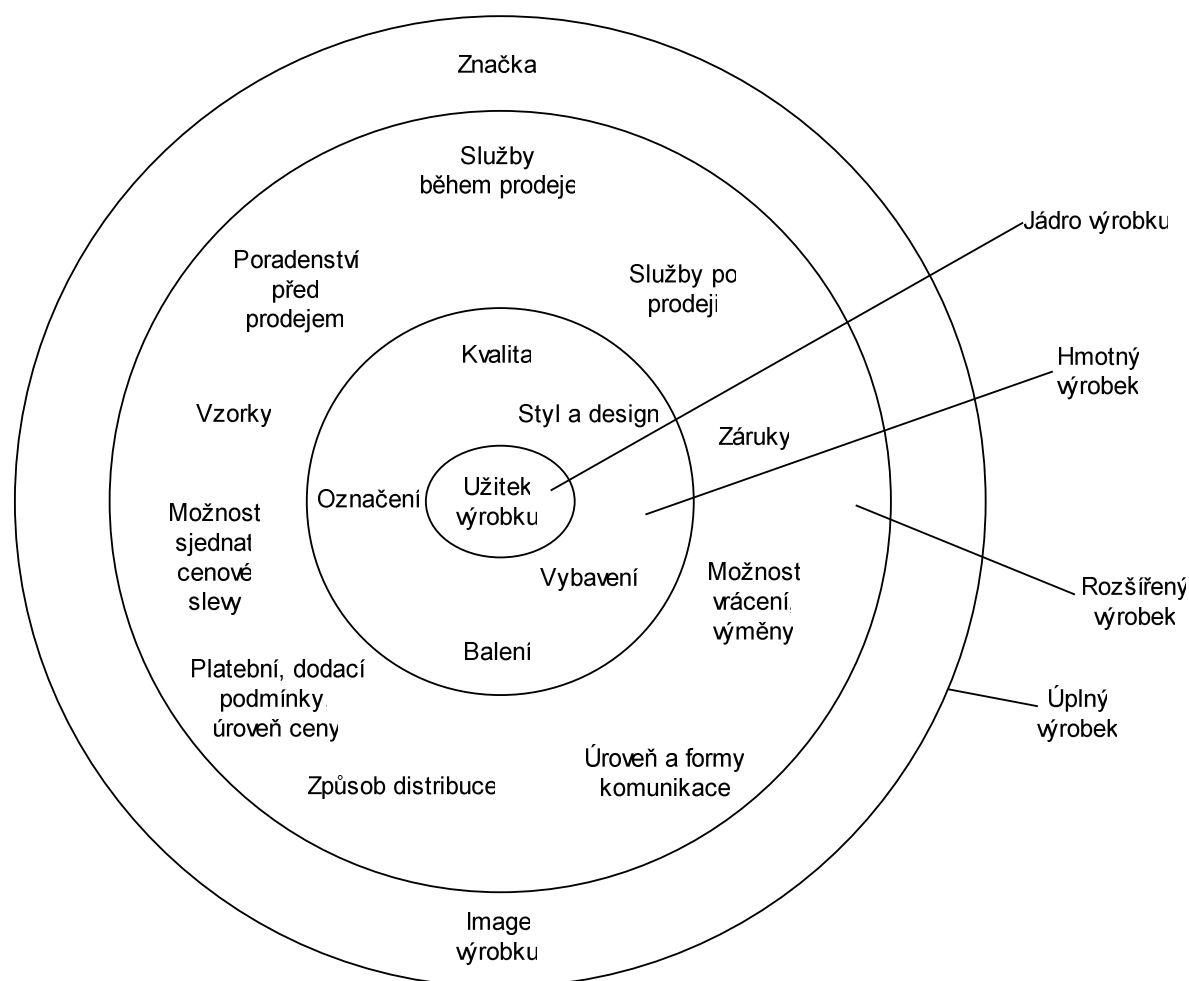 Značka
Služby
během prodeje
Jádro výrobku
Poradenství
před
prodejem
Služby po
prodeji
Kvalita
Hmotný
výrobek
Vzorky
Styl a design
Záruky
Označení
Užitek
výrobku
Možnost
sjednat
cenové
slevy
Vybavení
Možnost
vrácení,
výměny
Rozšířený
výrobek
Balení
Platební, dodací
podmínky,
úroveň ceny
Úplný
výrobek
Způsob distribuce
Úroveň a formy
komunikace
Image
výrobku